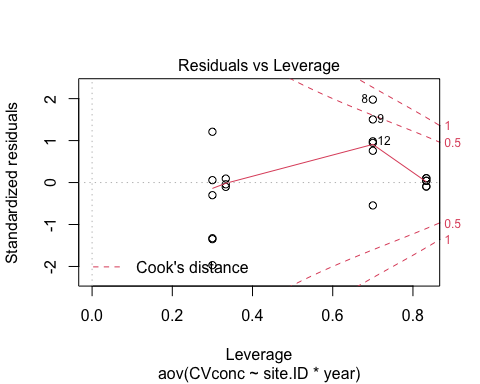 Residuals vs Leverage
Standardized residuals
2
1
0
-1
-2
8
9
12
1
0.5
0.5
1
Cook's distance
0.0 0.2 0.4 0.6 0.8
Leverage
aov(CVconc ~ site.ID * year)